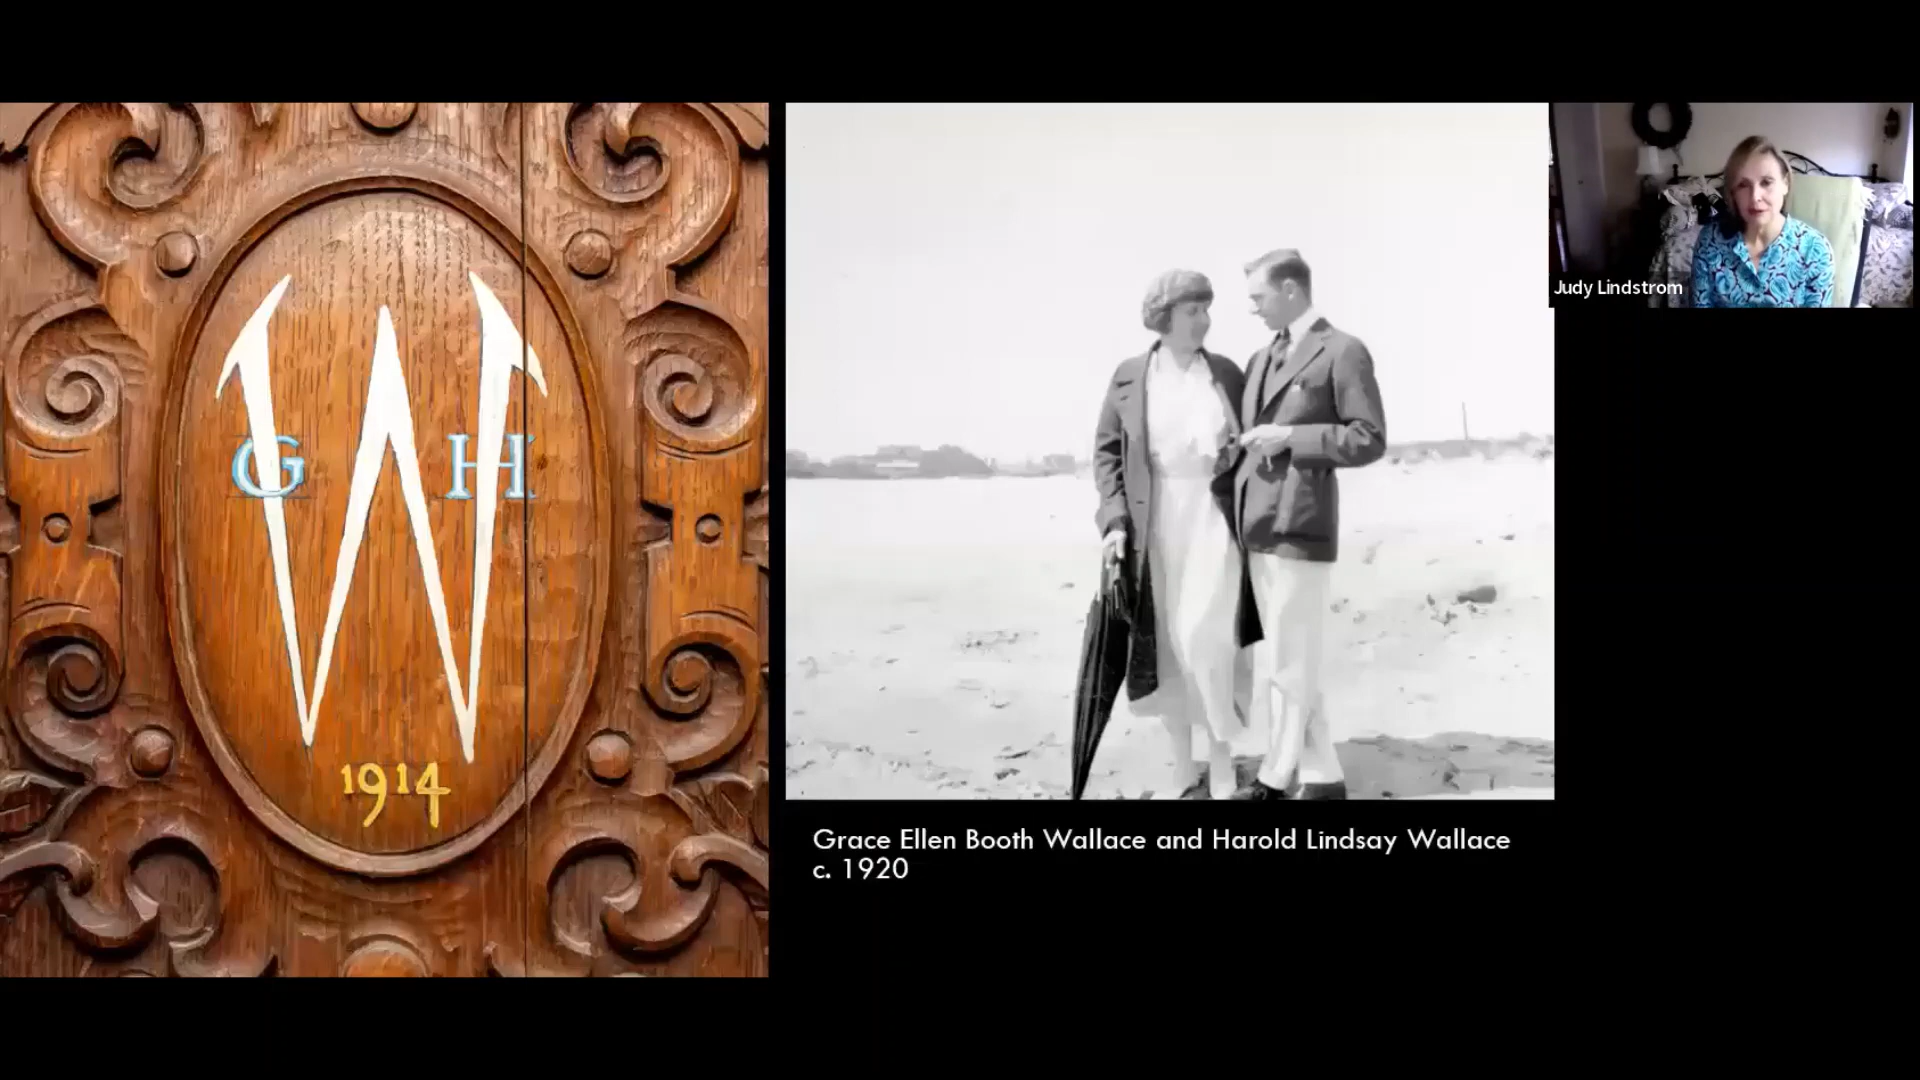 W
G H
1914
Judy Lindstrom
Grace Ellen Booth Wallace and Harold Lindsay Wallace
c. 1920